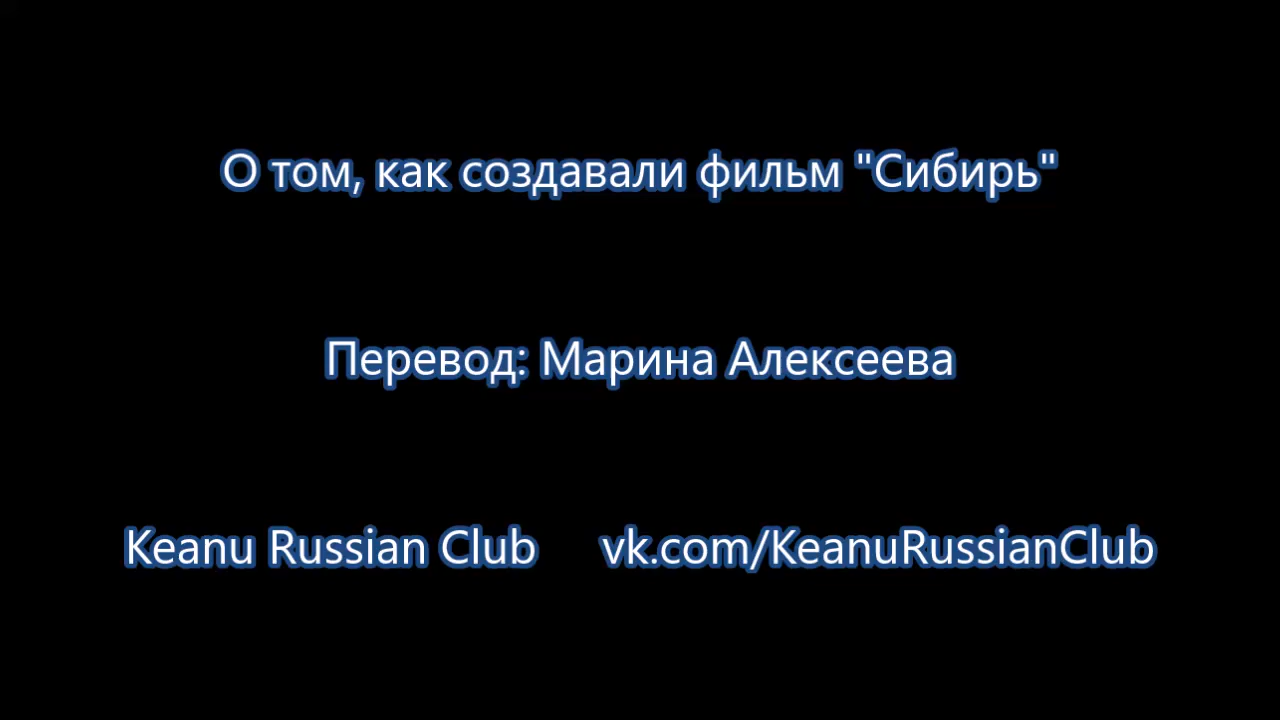 О том, как создавали фильм "Сибирь"
Перевод: Марина Алексеева
Keanu Russian Club vk.com/KeanuRussianClub